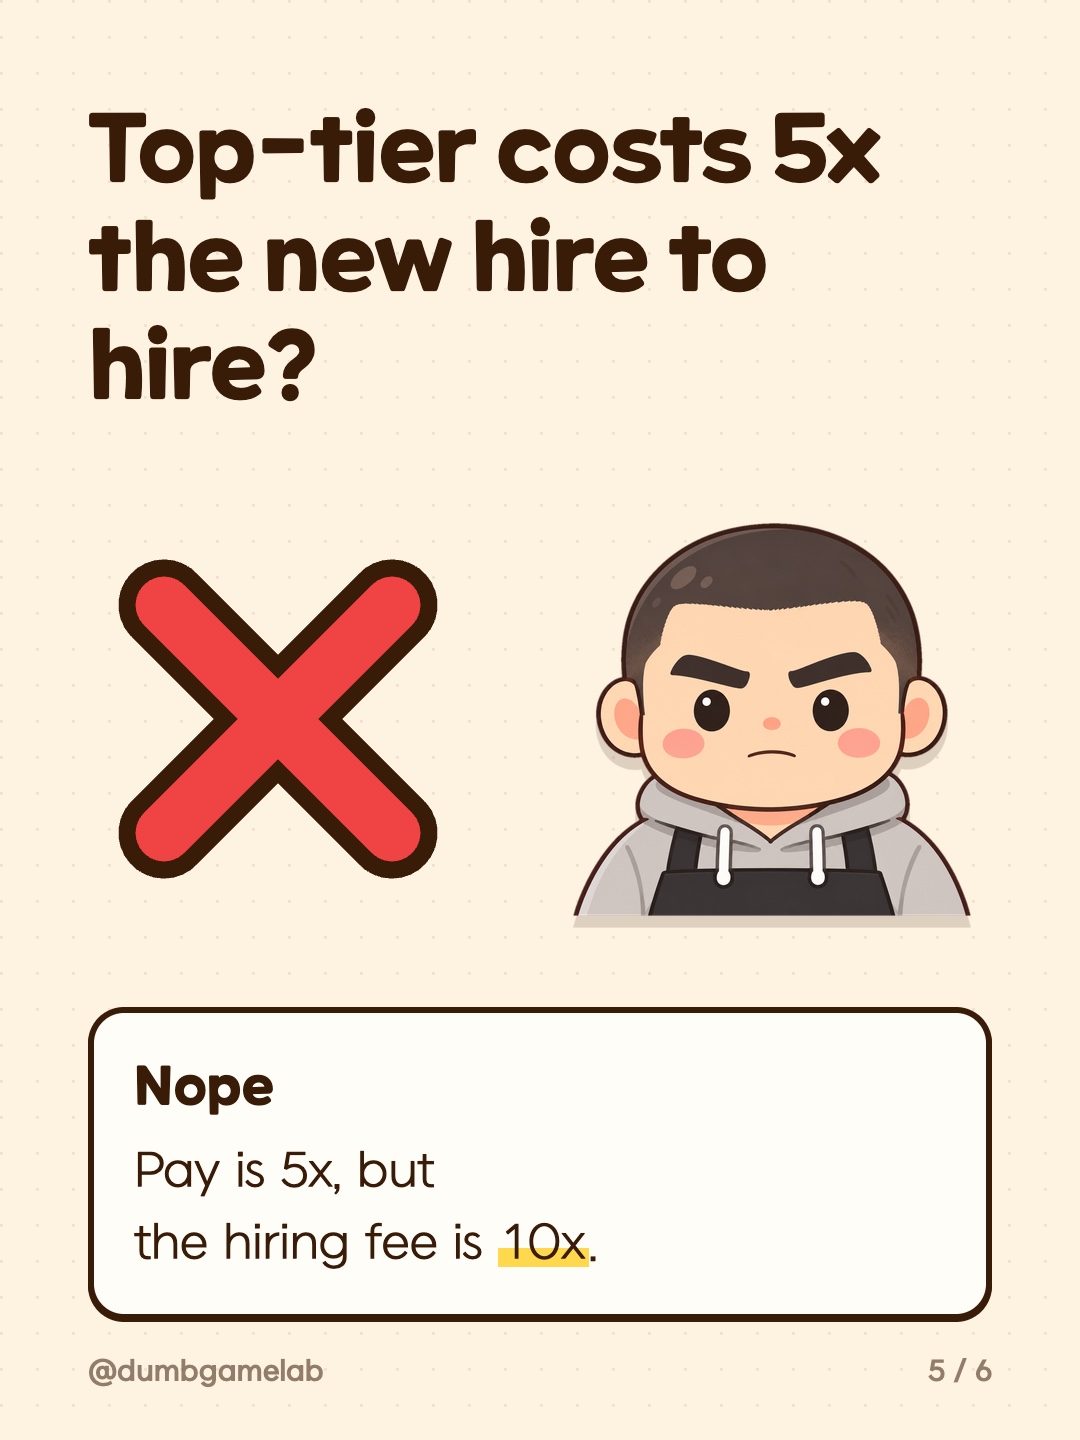 Top-tier costs 5x
the new hire to
hire?
Nope
Pay is 5x, but
the hiring fee is 10x.
@dumbgamelab
5 / 6